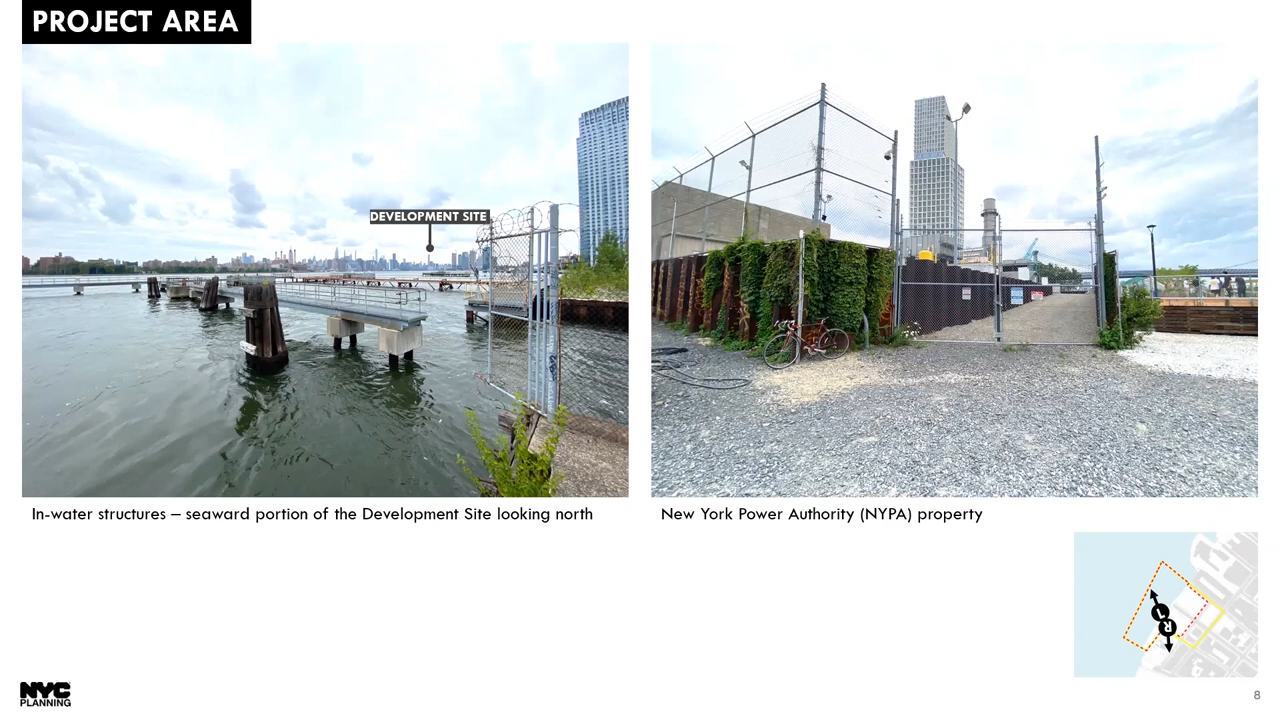 PROJECT AREA
DEVELOPMENT SITE
In-water structures – seaward portion of the Development Site looking north
New York Power Authority (NYPA) property
L
R
NYC
PLANNING
8